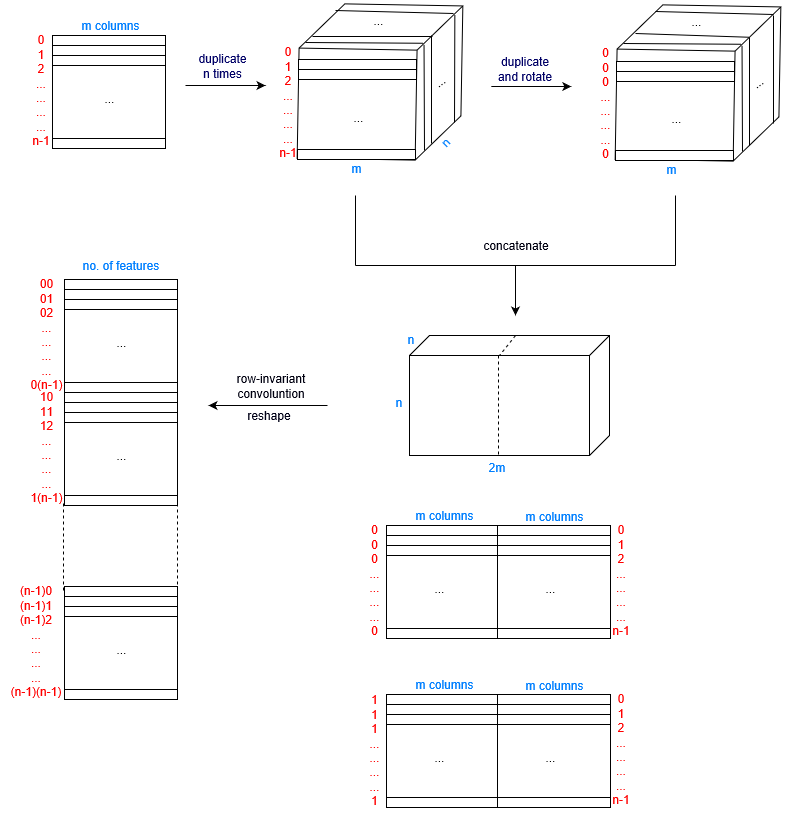 m columns
0
1
2
...
...
...
...
...
n-1
duplicate
n times
0
1
2
...
...
...
...
...
...
...
n-1
m
n
duplicate
and rotate
0
0
0
...
...
...
...
...
...
...
0
m
concatenate
no. of features
00
01
02
...
...
...
...
...
0(n-1)
10
11
12
...
...
...
...
...
1(n-1)
(n-1)0
(n-1)1
(n-1)2
...
...
...
...
...
(n-1)(n-1)
row-invariant
convoluntion
reshape
n
n
2m
m columns
m columns
0
0
0
...
...
...
...
0
...
...
0
1
2
...
...
...
...
n-1
m columns
m columns
1
1
1
...
...
...
...
1
...
...
0
1
2
...
...
...
...
n-1